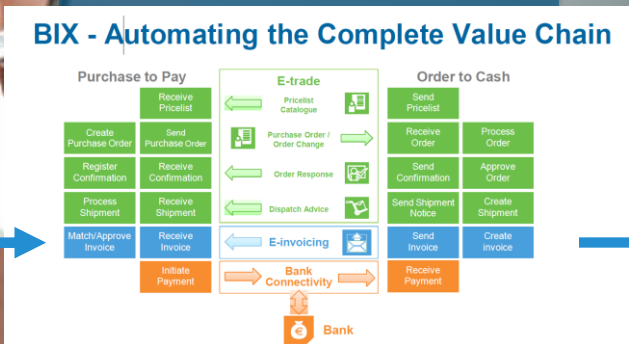 BIX - Automating the Complete Value Chain
Purchase to Pay
E-trade
Order to Cash
Receive
Pricelist
Pricelist
Catalogue
Send
Pricelist
Create
Purchase Order
Send
Purchase Order
Purchase Order /
Order Change
Receive
Order
Process
Order
Register
Confirmation
Receive
Confirmation
Order Response
Send
Confirmation
Approve
Order
Process
Shipment
Receive
Shipment
Dispatch Advice
Send Shipment
Notice
Create
Shipment
Match/Approve
Invoice
Receive
Invoice
E-invoicing
Send
Invoice
Create
invoice
Initiate
Payment
Bank
Connectivity
Receive
Payment
Bank